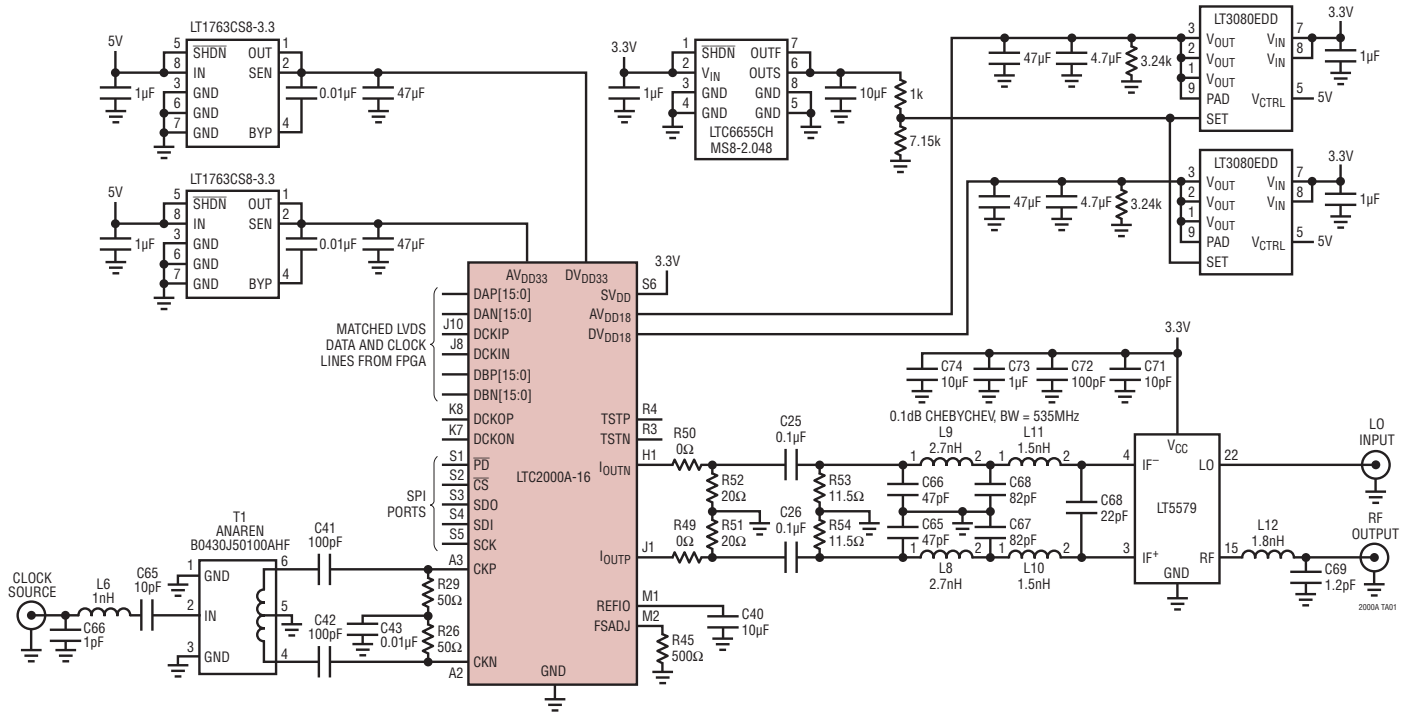 LT1763CS8-3.3
5V
5 SHDN OUT 1
8 IN SEN 2
3 GND
6 GND
7 GND BYP 4
1µF
0.01µF
47µF
LT1763CS8-3.3
5V
5 SHDN OUT 1
8 IN SEN 2
3 GND
6 GND
7 GND BYP 4
1µF
0.01µF
47µF
3.3V
1 SHDN OUTF 7
2 VIN OUTS 6
3 GND GND 8
4 GND GND 5
LTC6655CH
MS8-2.048
1µF
10µF
1k
7.15k
47µF
4.7µF
3.24k
LT3080EDD
3 VOUT VIN 7
2 VOUT VIN 8
1 VOUT
9 PAD VCTRL 5
SET
3.3V
1µF
5V
47µF
4.7µF
3.24k
LT3080EDD
3 VOUT VIN 7
2 VOUT VIN 8
1 VOUT
9 PAD VCTRL 5
SET
3.3V
1µF
5V
AVDD33 DVDD33
3.3V
S6
SVDD
AVDD18
DVDD18
MATCHED LVDS
DATA AND CLOCK
LINES FROM FPGA
DAP[15:0]
DAN[15:0]
J10 DCKIP
J8 DCKIN
DBP[15:0]
DBN[15:0]
K8 DCKOP
K7 DCKON
SPI
PORTS
S1 PD
S2 CS
S3 SDO
S4 SDI
S5 SCK
A3 CKP
A2 CKN
LTC2000A-16
GND
TSTP R4
TSTN R3
IOUTN H1
IOUTP J1
REFIO M1
FSADJ M2
C40
10µF
R45
500Ω
R50
0Ω
R49
0Ω
R52
20Ω
R51
20Ω
C25
0.1µF
C26
0.1µF
R53
11.5Ω
R54
11.5Ω
0.1dB CHEBYCHEV, BW = 535MHz
L9
2.7nH
1 2
L11
1.5nH
1 2
C66
47pF
C65
47pF
C68
82pF
C67
82pF
C68
22pF
L8
2.7nH
1 2
L10
1.5nH
1 2
C74
10µF
C73
1µF
C72
100pF
C71
10pF
3.3V
VCC
4 IF−
3 IF+
LO 22
RF 15
LT5579
GND
LO
INPUT
L12
1.8nH
RF
OUTPUT
C69
1.2pF
2000A TA01
CLOCK
SOURCE
C66
1pF
L6
1nH
C65
10pF
T1
ANAREN
B0430J50100AHF
1 GND
2 IN
3 GND
6
5
4
C41
100pF
C42
100pF
C43
0.01µF
R29
50Ω
R26
50Ω